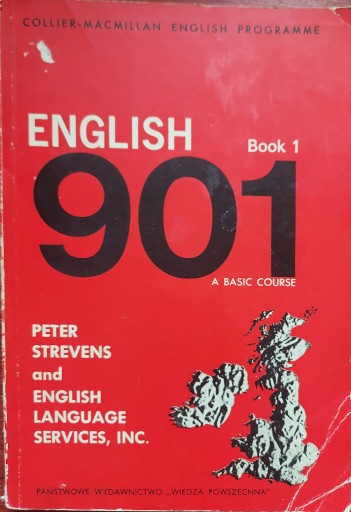 COLLIER-MACMILLAN ENGLISH PROGRAMME
ENGLISH
Book 1
901
A BASIC COURSE
PETER
STREVENS
and
ENGLISH
LANGUAGE
SERVICES, INC.
PAŃSTWOWE WYDAWNICTWO „WIEDZA POWSZECHNA"